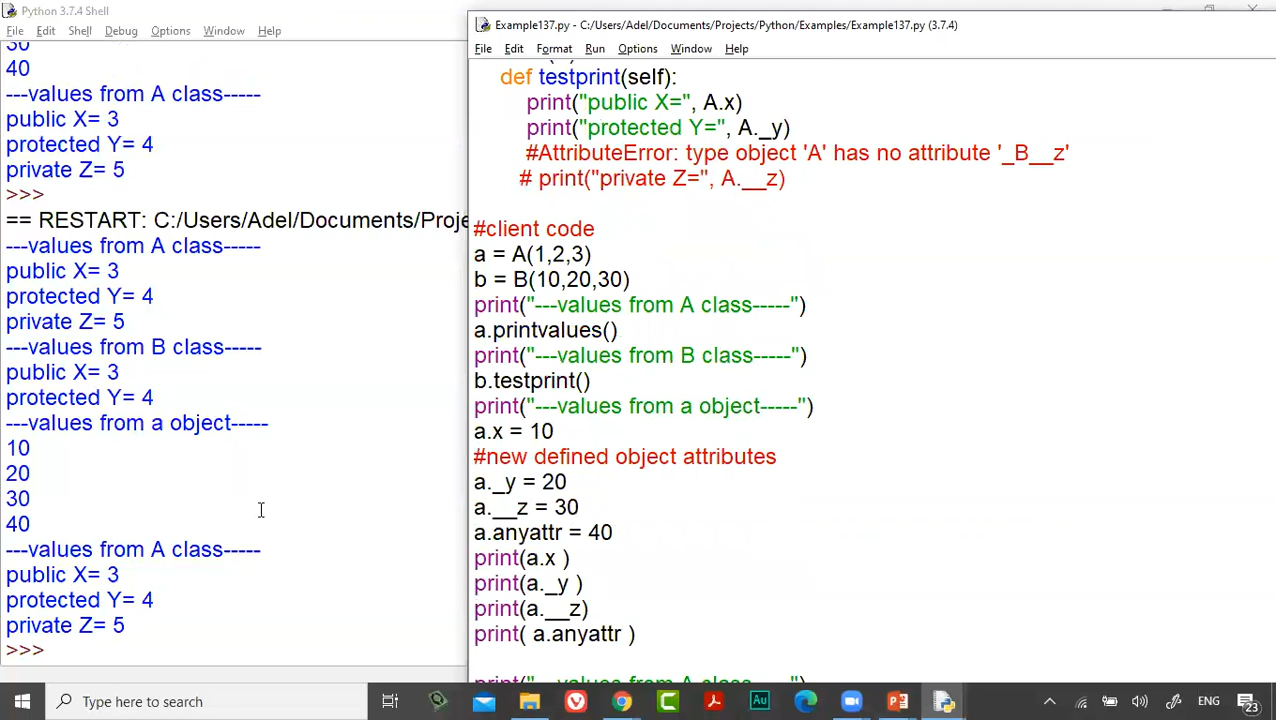 Python 3.7.4 Shell
File Edit Shell Debug Options Window Help
30
40
---values from A class-----
public X= 3
protected Y= 4
private Z= 5
>>>
== RESTART: C:/Users/Adel/Documents/Proje
---values from A class-----
public X= 3
protected Y= 4
private Z= 5
---values from B class-----
public X= 3
protected Y= 4
---values from a object-----
10
20
30
40
---values from A class-----
public X= 3
protected Y= 4
private Z= 5
>>>
Example137.py - C:/Users/Adel/Documents/Projects/Python/Examples/Example137.py (3.7.4)
File Edit Format Run Options Window Help
def testprint(self):
print("public X=", A.x)
print("protected Y=", A._y)
#AttributeError: type object 'A' has no attribute '_B__z'
# print("private Z=", A.__z)
#client code
a = A(1,2,3)
b = B(10,20,30)
print("---values from A class-----")
a.printvalues()
print("---values from B class-----")
b.testprint()
print("---values from a object-----")
a.x = 10
#new defined object attributes
a._y = 20
a.__z = 30
a.anyattr = 40
print(a.x )
print(a._y )
print(a.__z)
print( a.anyattr )
print("---values from A class-----")
Type here to search
Au
ENG
23